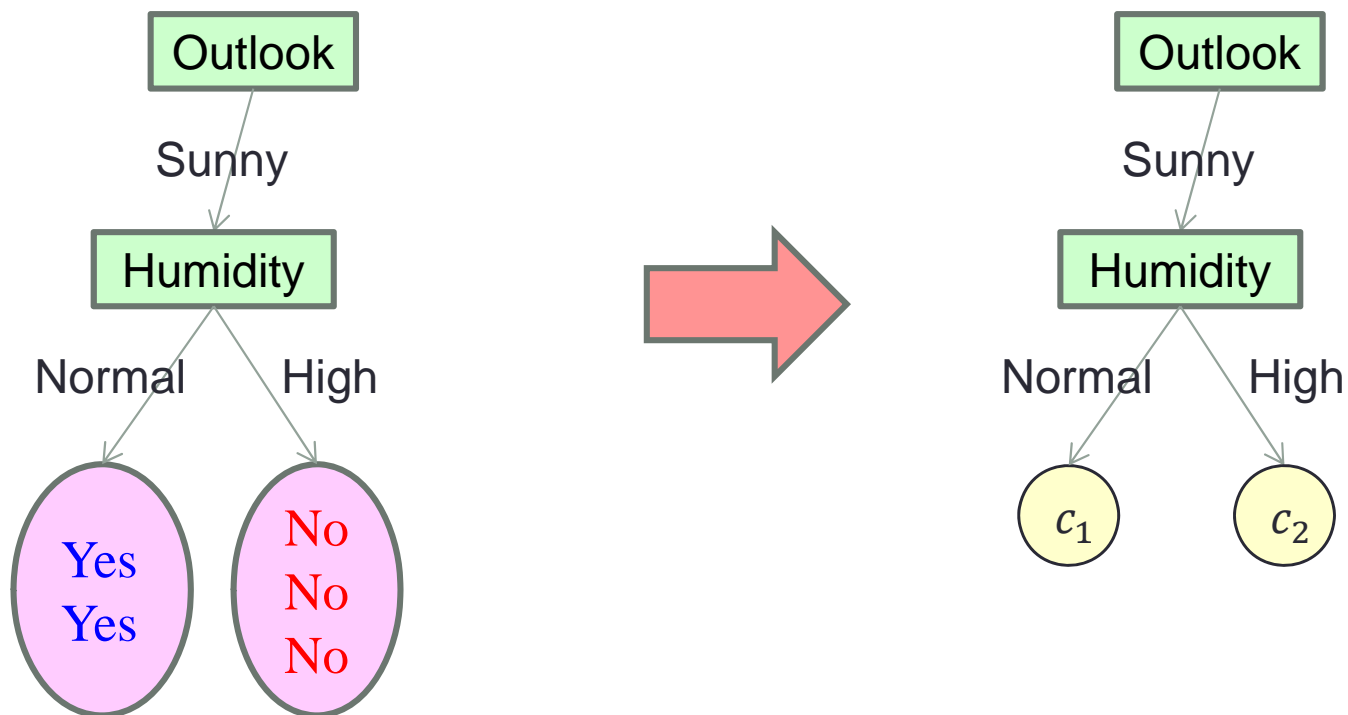 Outlook
Sunny
Humidity
Normal
High
Yes
Yes
No
No
No
Outlook
Sunny
Humidity
Normal
High
c₁
c₂